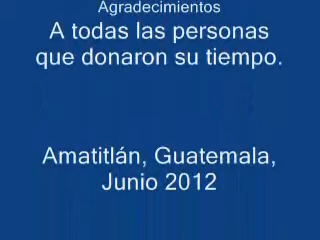 Agradecimientos
A todas las personas
que donaron su tiempo.
Amatitlán, Guatemala,
Junio 2012